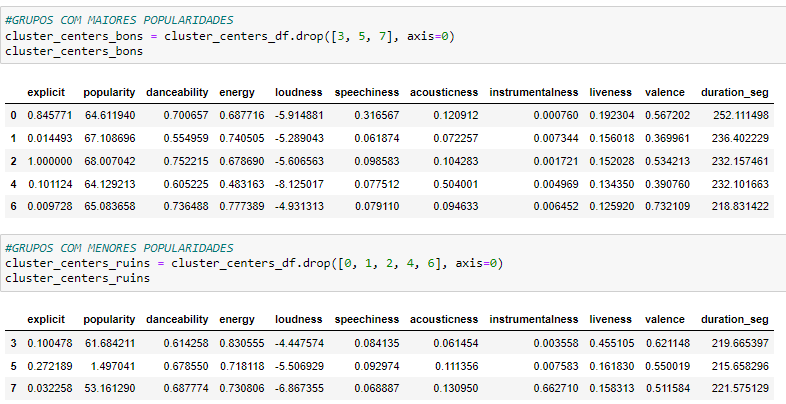 #GRUPOS COM MAIORES POPULARIDADES
cluster_centers_bons = cluster_centers_df.drop([3, 5, 7], axis=0)
cluster_centers_bons
explicit popularity danceability energy loudness speechiness acousticness instrumentalness liveness valence duration_seg
0 0.845771 64.611940 0.700657 0.687716 -5.914881 0.316567 0.120912 0.000760 0.192304 0.567202 252.111498
1 0.014493 67.108696 0.554959 0.740505 -5.289043 0.061874 0.072257 0.007344 0.156018 0.369961 236.402229
2 1.000000 68.007042 0.752215 0.678690 -5.606563 0.098583 0.104283 0.001721 0.152028 0.534213 232.157461
4 0.101124 64.129213 0.605225 0.483163 -8.125017 0.077512 0.504001 0.004969 0.134350 0.390760 232.101663
6 0.009728 65.083658 0.736488 0.777389 -4.931313 0.079110 0.094633 0.006452 0.125920 0.732109 218.831422
#GRUPOS COM MENORES POPULARIDADES
cluster_centers_ruins = cluster_centers_df.drop([0, 1, 2, 4, 6], axis=0)
cluster_centers_ruins
explicit popularity danceability energy loudness speechiness acousticness instrumentalness liveness valence duration_seg
3 0.100478 61.684211 0.614258 0.830555 -4.447574 0.084135 0.061454 0.003558 0.455105 0.621148 219.665397
5 0.272189 1.497041 0.678550 0.718118 -5.506929 0.092974 0.111356 0.007583 0.161830 0.550019 215.658296
7 0.032258 53.161290 0.687774 0.730806 -6.867355 0.068887 0.130950 0.662710 0.158313 0.511584 221.575129